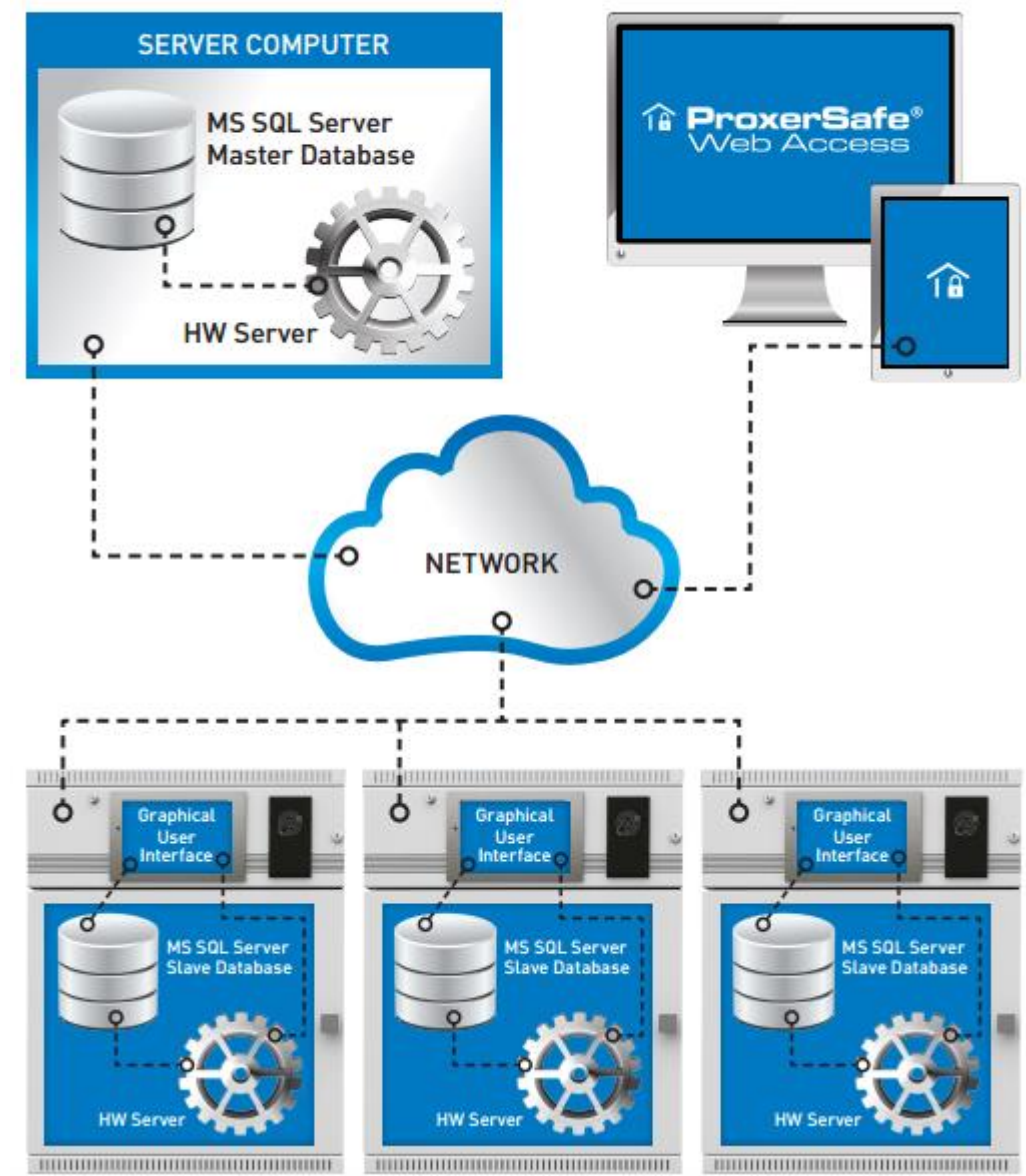 SERVER COMPUTER
MS SQL Server
Master Database
HW Server
ProxerSafe®
Web Access
NETWORK
Graphical
User
Interface
MS SQL Server
Slave Database
HW Server
Graphical
User
Interface
MS SQL Server
Slave Database
HW Server
Graphical
User
Interface
MS SQL Server
Slave Database
HW Server